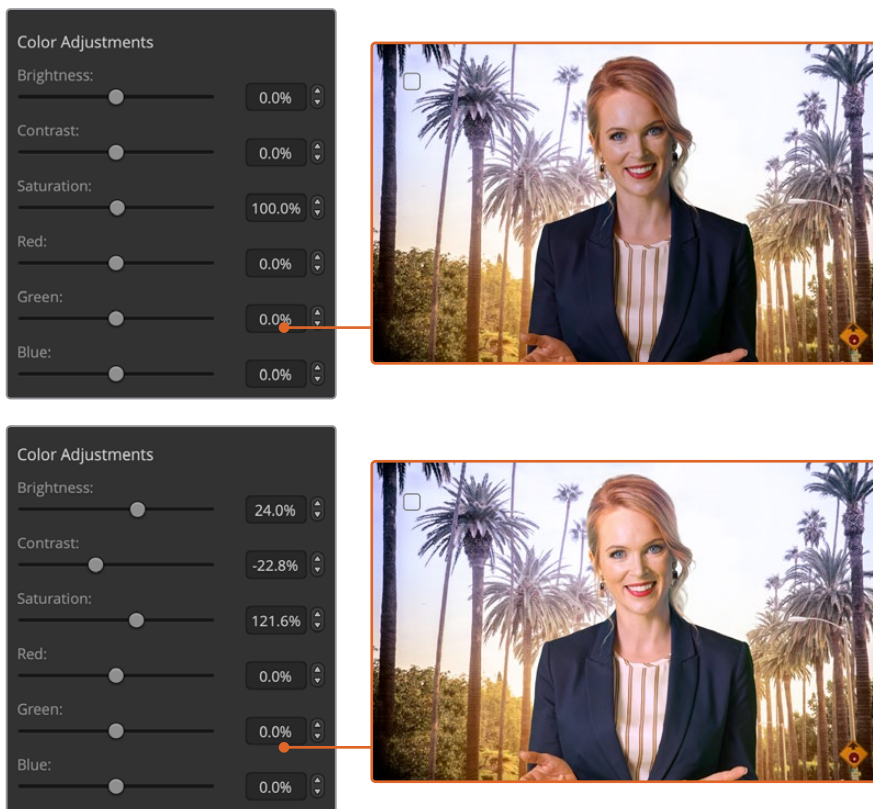 Color Adjustments
Brightness:
0.0%
Contrast:
0.0%
Saturation:
100.0%
Red:
0.0%
Green:
0.0%
Blue:
0.0%
Color Adjustments
Brightness:
24.0%
Contrast:
-22.8%
Saturation:
121.6%
Red:
0.0%
Green:
0.0%
Blue:
0.0%